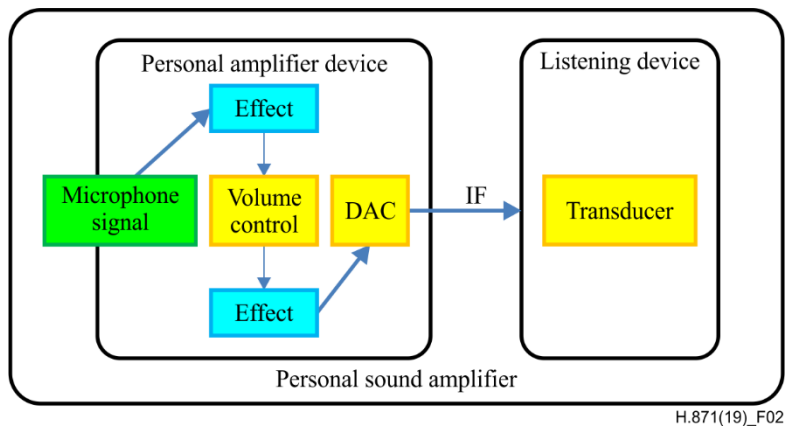 Personal amplifier device
Listening device
Effect
Microphone
signal
Volume
control
DAC
IF
Transducer
Effect
Personal sound amplifier
H.871(19)_F02